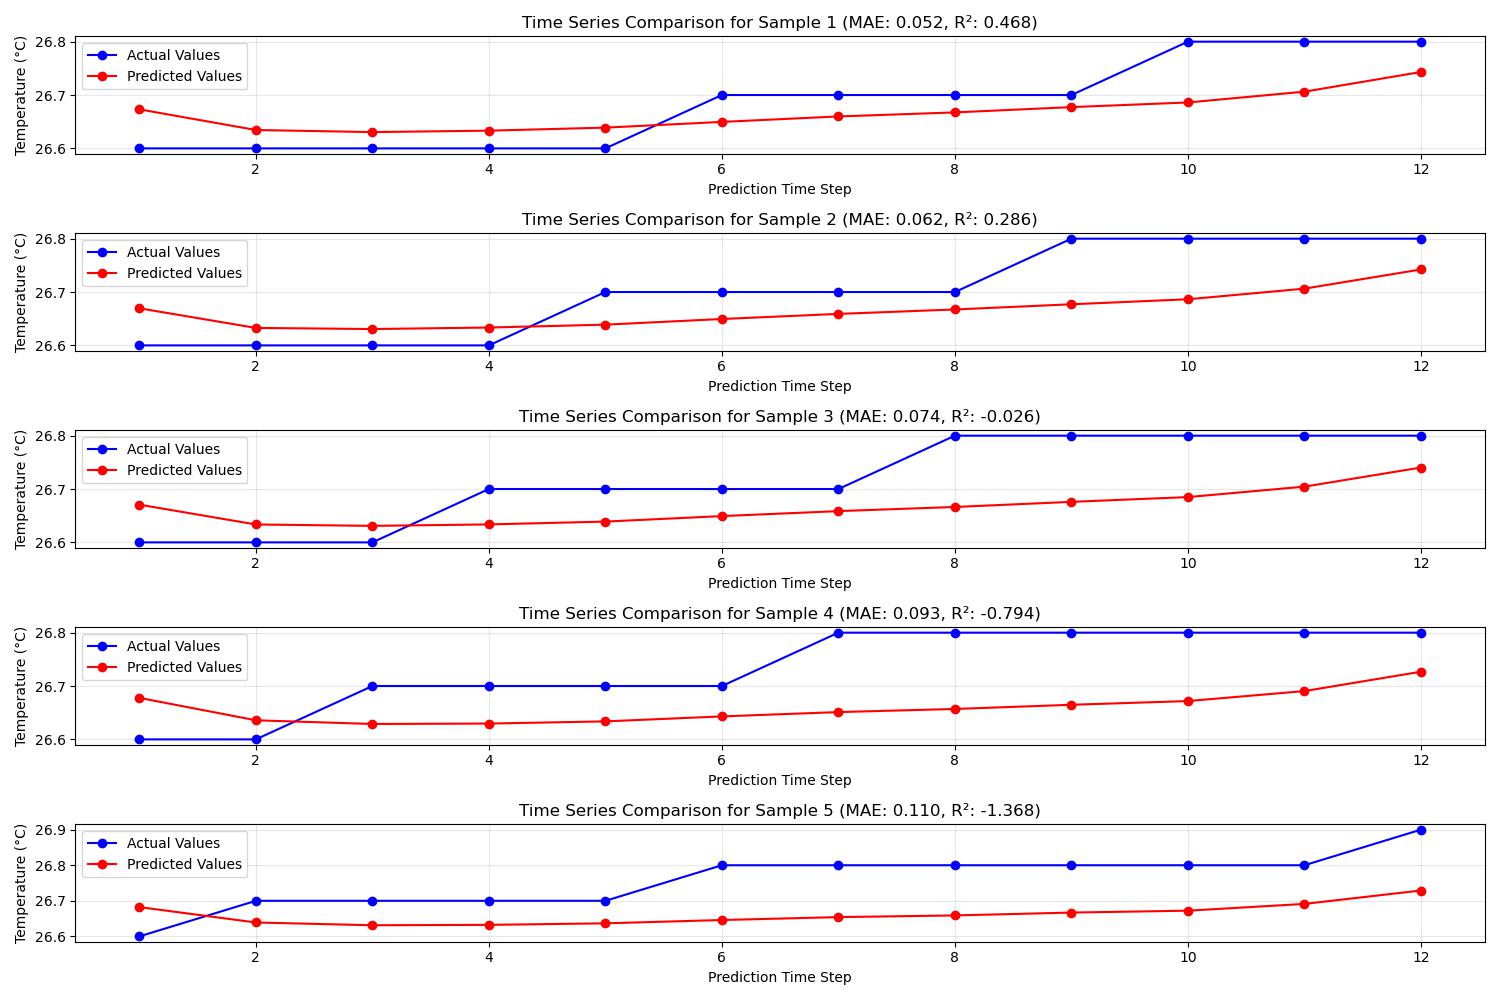 Time Series Comparison for Sample 1 (MAE: 0.052, R²: 0.468)
Temperature (°C)
26.8
26.7
26.6
Actual Values
Predicted Values
2 4 6 8 10 12
Prediction Time Step
Time Series Comparison for Sample 2 (MAE: 0.062, R²: 0.286)
Temperature (°C)
26.8
26.7
26.6
Actual Values
Predicted Values
2 4 6 8 10 12
Prediction Time Step
Time Series Comparison for Sample 3 (MAE: 0.074, R²: -0.026)
Temperature (°C)
26.8
26.7
26.6
Actual Values
Predicted Values
2 4 6 8 10 12
Prediction Time Step
Time Series Comparison for Sample 4 (MAE: 0.093, R²: -0.794)
Temperature (°C)
26.8
26.7
26.6
Actual Values
Predicted Values
2 4 6 8 10 12
Prediction Time Step
Time Series Comparison for Sample 5 (MAE: 0.110, R²: -1.368)
Temperature (°C)
26.9
26.8
26.7
26.6
Actual Values
Predicted Values
2 4 6 8 10 12
Prediction Time Step